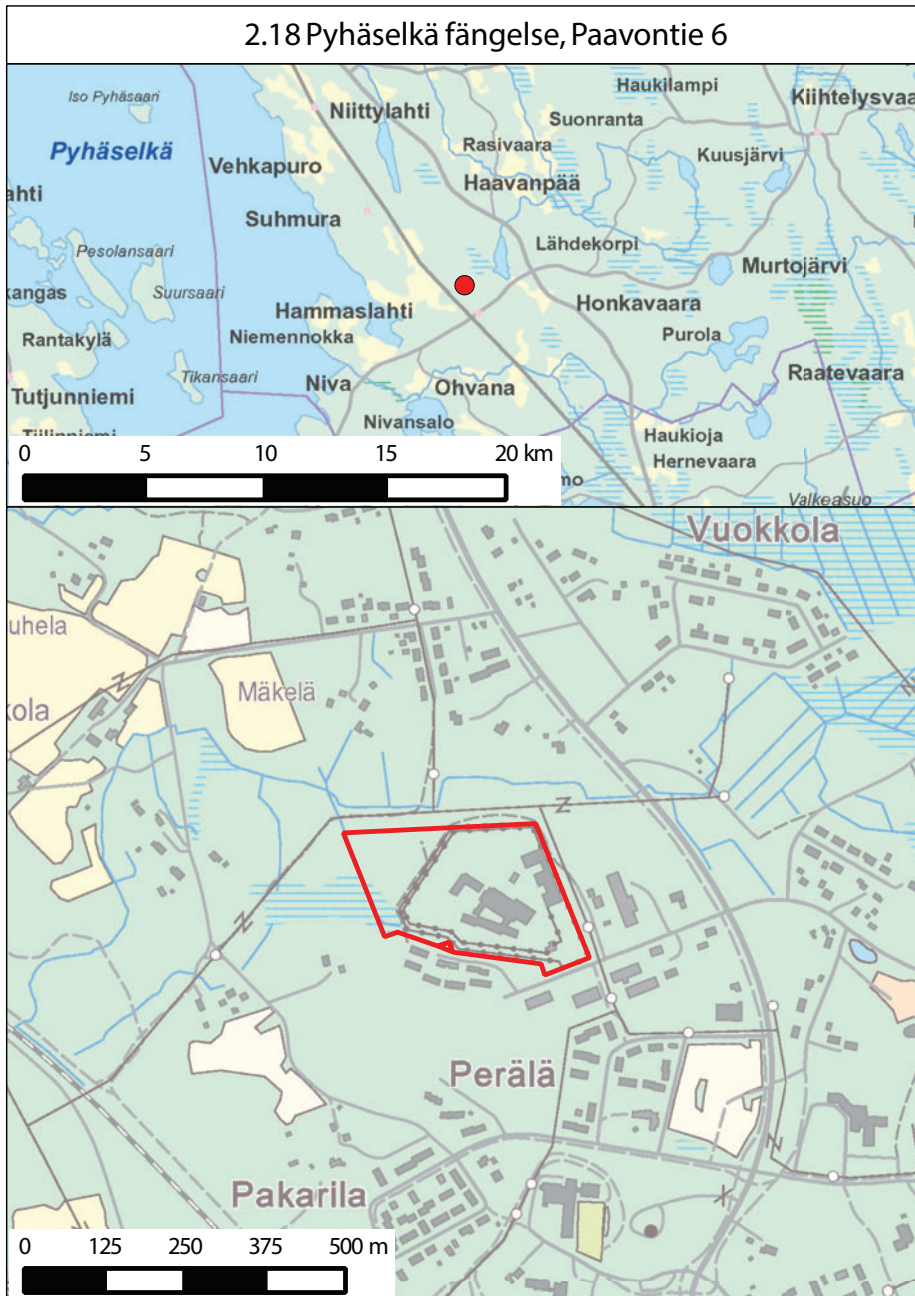 2.18 Pyhäselkä fängelse, Paavontie 6
Iso Pyhäsaari
Haukilampi
Kiihtelysvaa
Niittylahti
Suonranta
Pyhäselkä
Rasivaara
Kuusjärvi
Vehkapuro
Haavanpää
ahti
Suhmura
Lähdekorpi
Pesolansaari
Murtojärvi
kangas
Suursaari
Hammaslahti
Honkavaara
Rantakylä
Niemennokka
Purola
Tikansaari
Raatevaara
Tutjunniemi
Niva
Ohvana
Nivansalo
Haukioja
Tiilinniemi
Hernevaara
0 5 10 15 20 km
mo
Valkeasuo
Vuokkola
uhela
Mäkelä
kola
Perälä
Pakarila
0 125 250 375 500 m